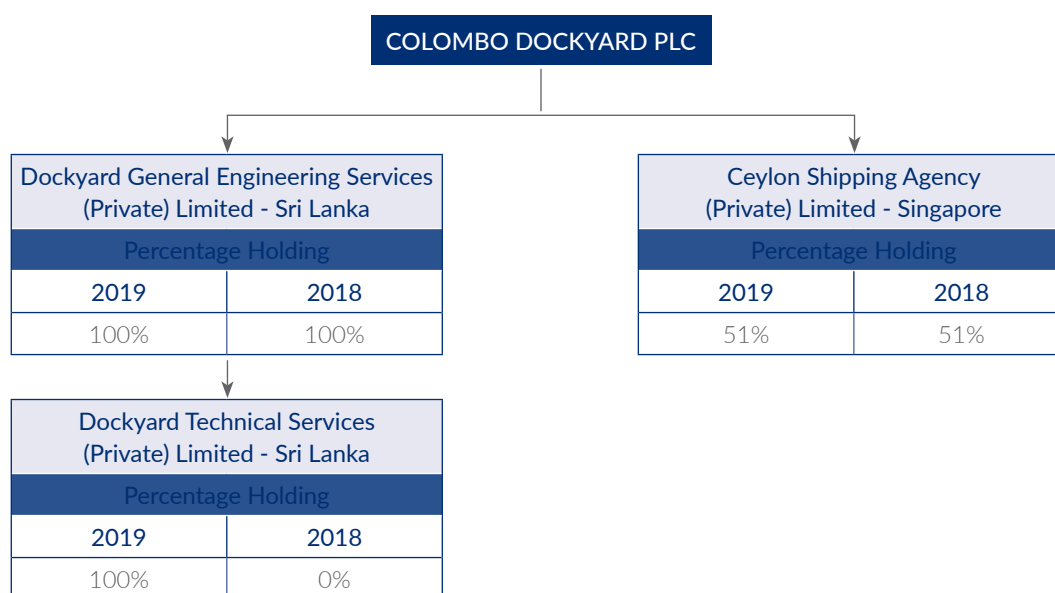 COLOMBO DOCKYARD PLC
Dockyard General Engineering Services
(Private) Limited - Sri Lanka
Percentage Holding
2019 2018
100% 100%
Ceylon Shipping Agency
(Private) Limited - Singapore
Percentage Holding
2019 2018
51% 51%
Dockyard Technical Services
(Private) Limited - Sri Lanka
Percentage Holding
2019 2018
100% 0%